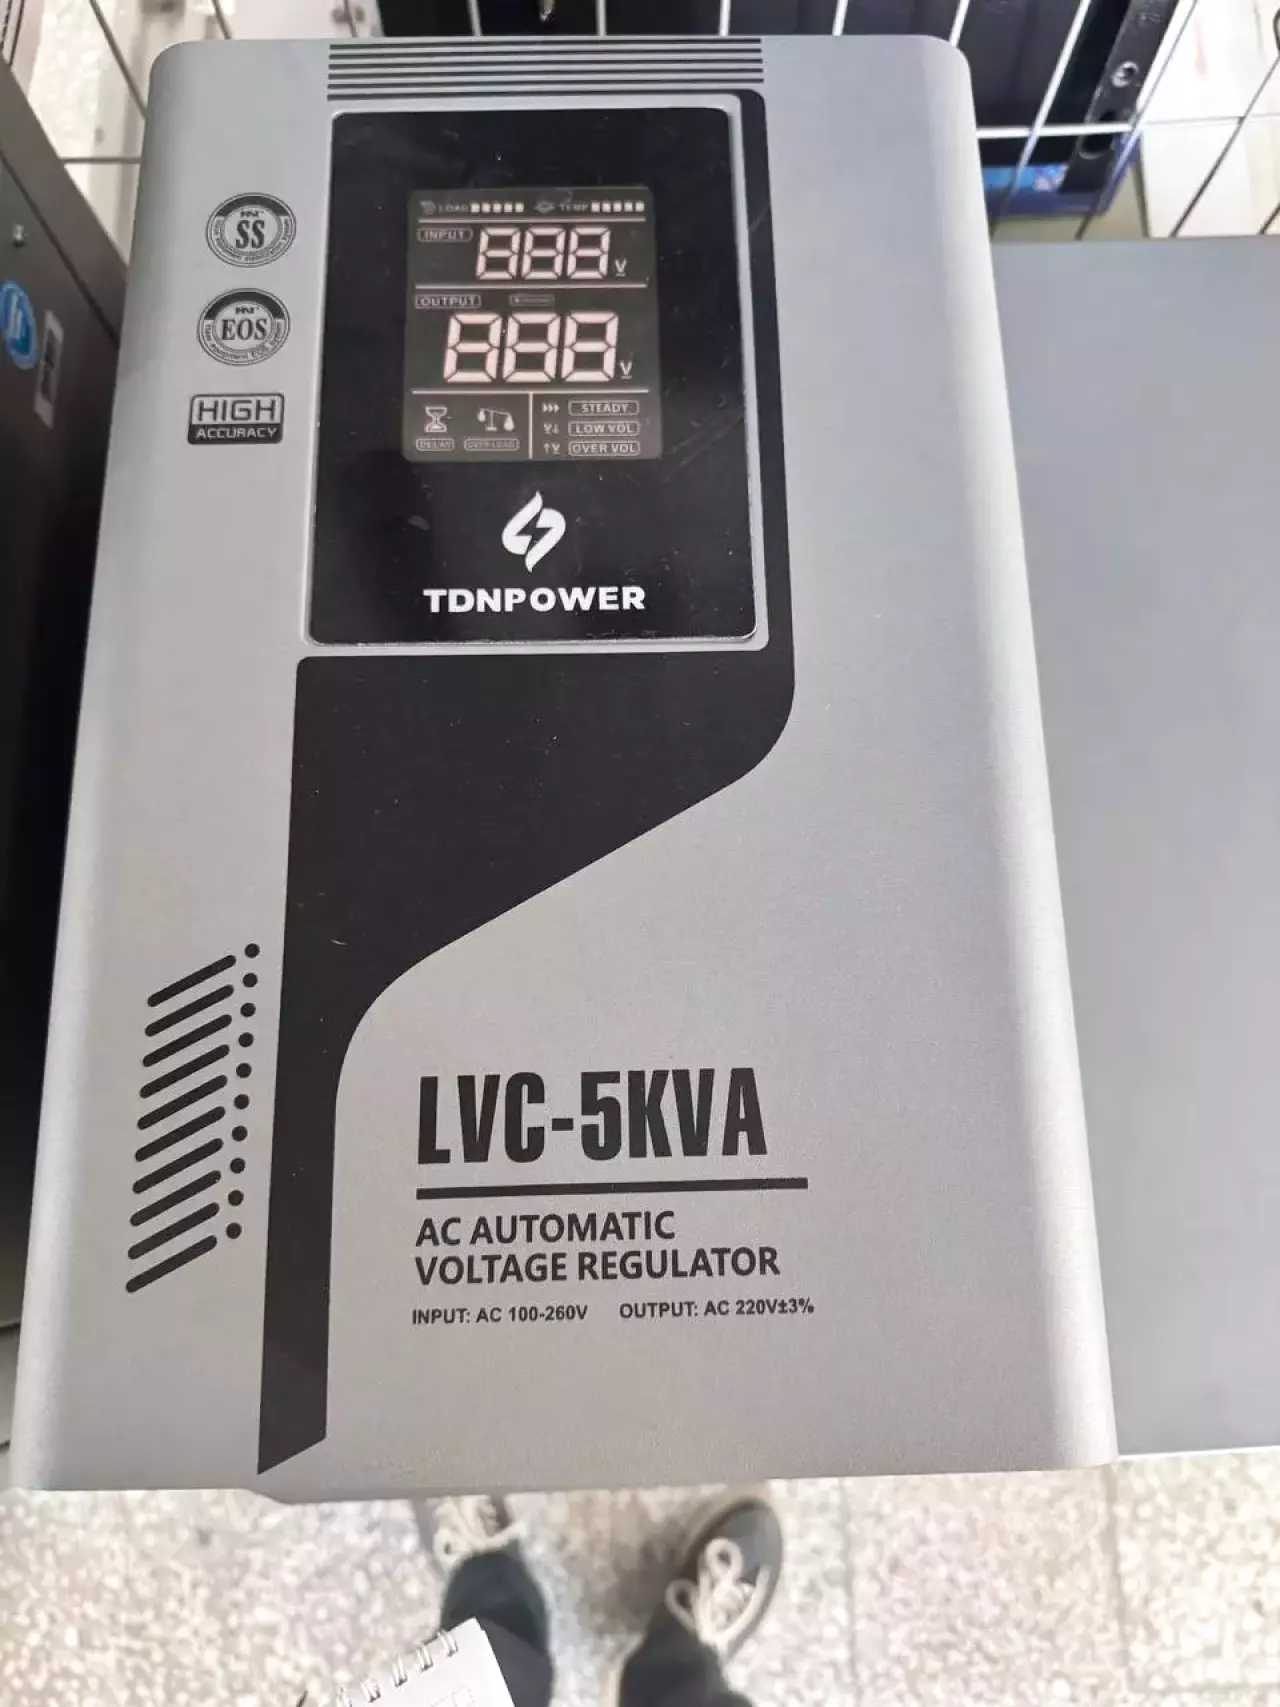 SS
EOS
HIGH
ACCURACY
LOAD TEMP
INPUT
888 V
OUTPUT
888 V
DELAY OVER LOAD
STEADY
LOW VOL
OVER VOL
TDNPOWER
LVC-5KVA
AC AUTOMATIC
VOLTAGE REGULATOR
INPUT: AC 100-260V OUTPUT: AC 220V±3%